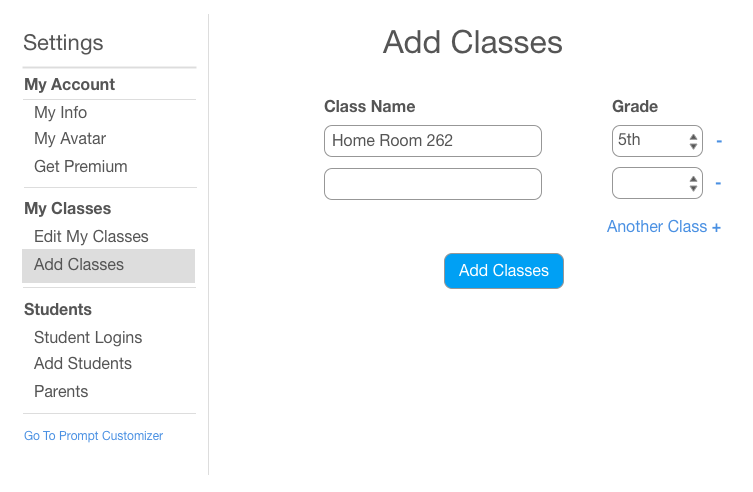 Settings
My Account
My Info
My Avatar
Get Premium
My Classes
Edit My Classes
Add Classes
Students
Student Logins
Add Students
Parents
Go To Prompt Customizer
Add Classes
Class Name Grade
Home Room 262 5th -
-
Another Class +
Add Classes